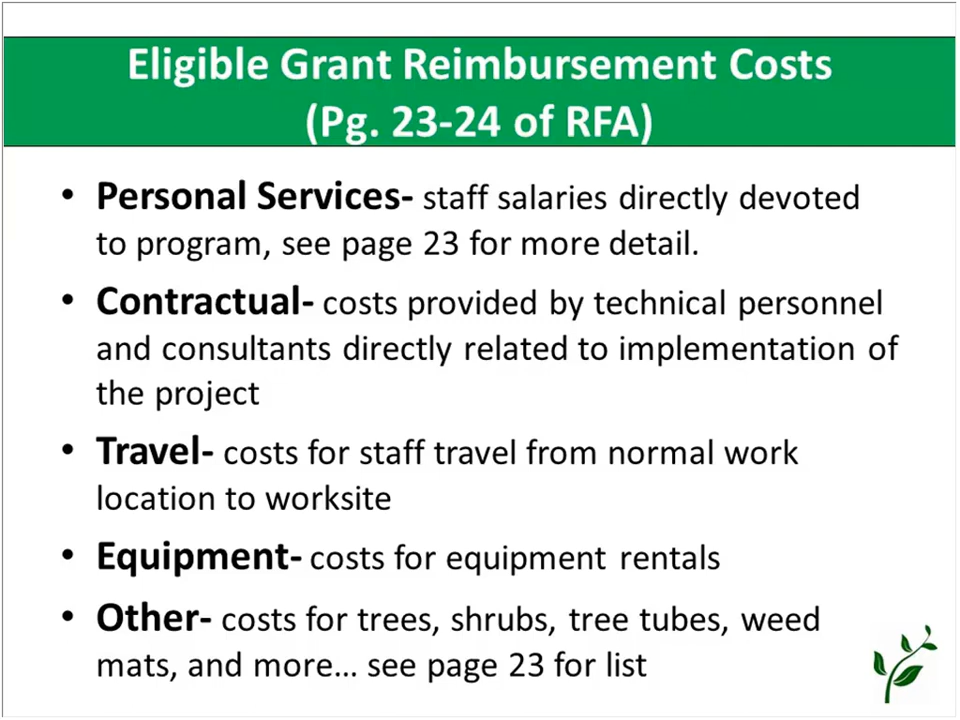 Eligible Grant Reimbursement Costs
(Pg. 23-24 of RFA)
• Personal Services- staff salaries directly devoted
to program, see page 23 for more detail.
• Contractual- costs provided by technical personnel
and consultants directly related to implementation of
the project
• Travel- costs for staff travel from normal work
location to worksite
• Equipment- costs for equipment rentals
• Other- costs for trees, shrubs, tree tubes, weed
mats, and more… see page 23 for list